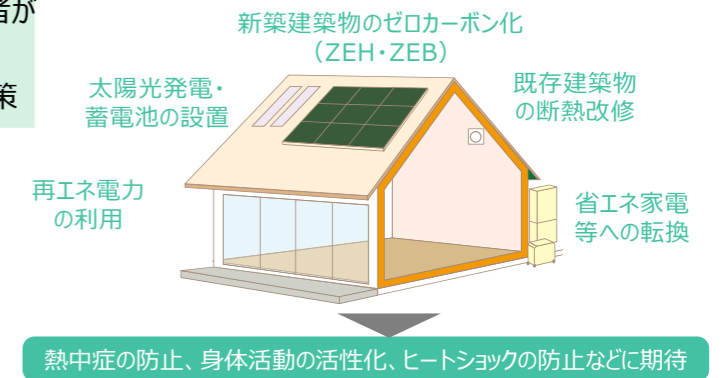 者が
策
新築建築物のゼロカーボン化
（ZEH・ZEB）
太陽光発電・
蓄電池の設置
既存建築物
の断熱改修
再エネ電力
の利用
省エネ家電
等への転換
熱中症の防止、身体活動の活性化、ヒートショックの防止などに期待